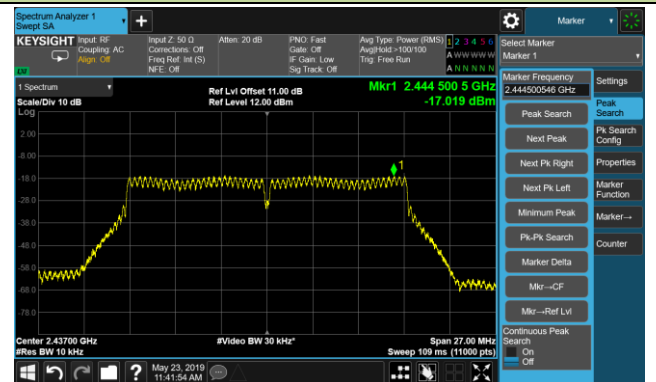 Spectrum Analyzer 1
Swept SA
Marker
KEYSIGHT
Input: RF
Coupling: AC
Align: Off
Input Z: 50 Ω
Corrections: Off
Freq Ref: Int (S)
NFE: Off
Atten: 20 dB
PNO: Fast
Gate: Off
IF Gain: Low
Sig Track: Off
Avg Type: Power (RMS)
Avg|Hold:>100/100
Trig: Free Run
1 2 3 4 5 6
A W W W W W
A N N N N N
Select Marker
Marker 1
1 Spectrum
Scale/Div 10 dB
Log
Ref Lvl Offset 11.00 dB
Ref Level 12.00 dBm
Mkr1 2.444 500 5 GHz
-17.019 dBm
2.00
-8.00
-18.0
-28.0
-38.0
-48.0
-58.0
-68.0
-78.0
1
Marker Frequency
2.444500546 GHz
Peak Search
Next Peak
Next Pk Right
Next Pk Left
Minimum Peak
Pk-Pk Search
Marker Delta
Mkr→CF
Mkr→Ref Lvl
Continuous Peak
Search
On
Off
Settings
Peak
Search
Pk Search
Config
Properties
Marker
Function
Marker→
Counter
Center 2.43700 GHz
#Res BW 10 kHz
#Video BW 30 kHz*
Span 27.00 MHz
Sweep 109 ms (11000 pts)
?
May 23, 2019
11:41:54 AM